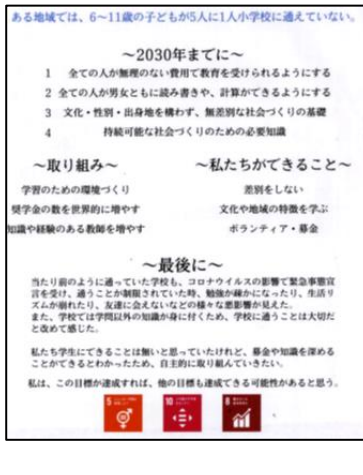 ある地域では、6～11歳の子どもが5人に1人小学校に通えていない。
～2030年までに～
1 全ての人が無理のない費用で教育を受けられるようにする
2 全ての人が男女ともに読み書きや、計算ができるようにする
3 文化・性別・出身地を構わず、無差別な社会づくりの基礎
4 持続可能な社会づくりのための必要知識
～取り組み～
学習のための環境づくり
奨学金の数を世界的に増やす
知識や経験のある教師を増やす
～私たちができること～
差別をしない
文化や地域の特徴を学ぶ
ボランティア・募金
～最後に～
当たり前のように通っていた学校も、コロナウイルスの影響で緊急事態宣
言を受け、通うことが制限されていた時、勉強が疎かになったり、生活リ
ズムが崩れたり、友達に会えないなどの様々な悪影響が見えた。
また、学校では学問以外の知識が身に付くため、学校に通うことは大切だ
と改めて感じた。
私たち学生にできることは無いと思っていたけれど、募金や知識を深める
ことができるとわかったため、自主的に取り組んでいきたい。
私は、この目標が達成すれば、他の目標も達成できる可能性があると思う。
5
10
8